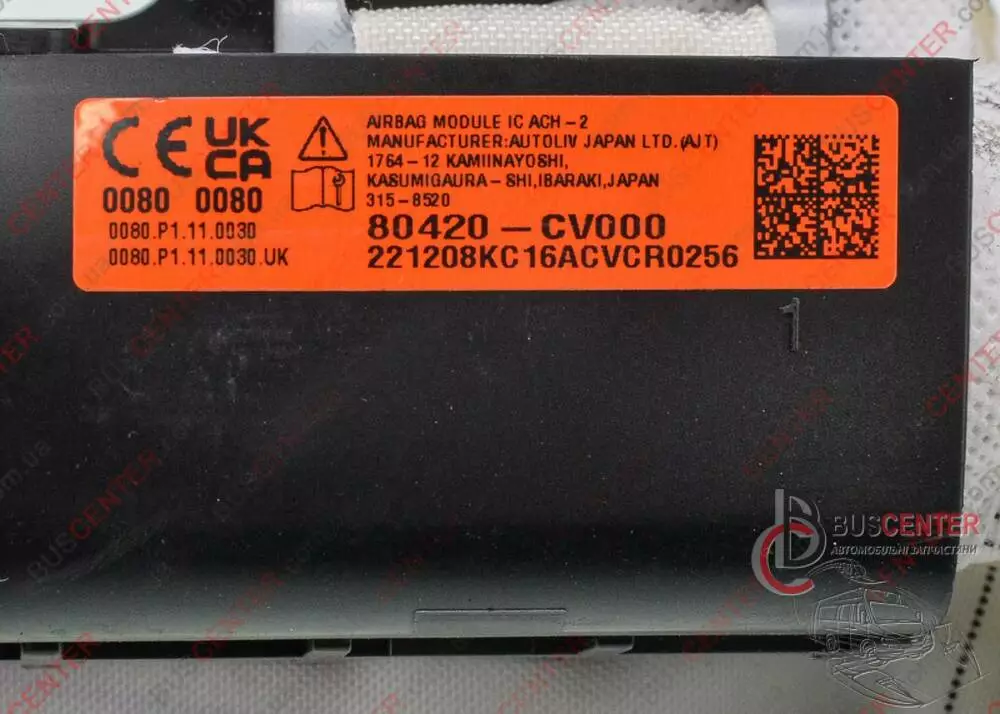 CE UK
CA
0080 0080
0080.P1.11.0030
0080.P1.11.0030.UK
AIRBAG MODULE IC ACH-2
MANUFACTURER:AUTOLIV JAPAN LTD.(AJT)
1764-12 KAMIINAYOSHI,
KASUMIGAURA-SHI,IBARAKI,JAPAN
315-8520
80420-CV000
221208KC16ACVCR0256
1
BUSCENTER
АВТОМОБІЛЬНІ ЗАПЧАСТИНИ